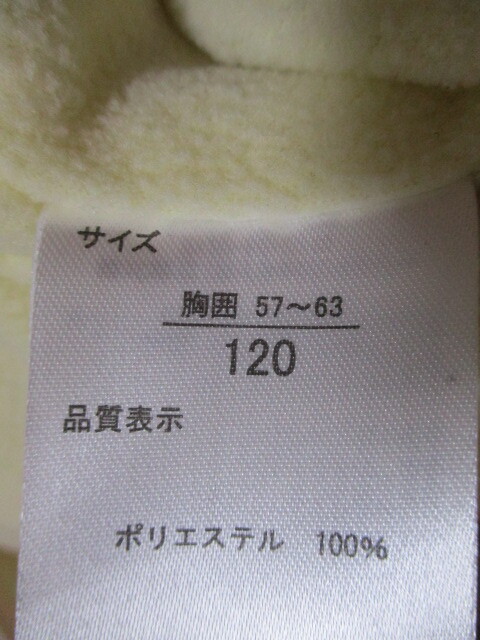 サイズ
胸囲 57～63
120
品質表示
ポリエステル 100%